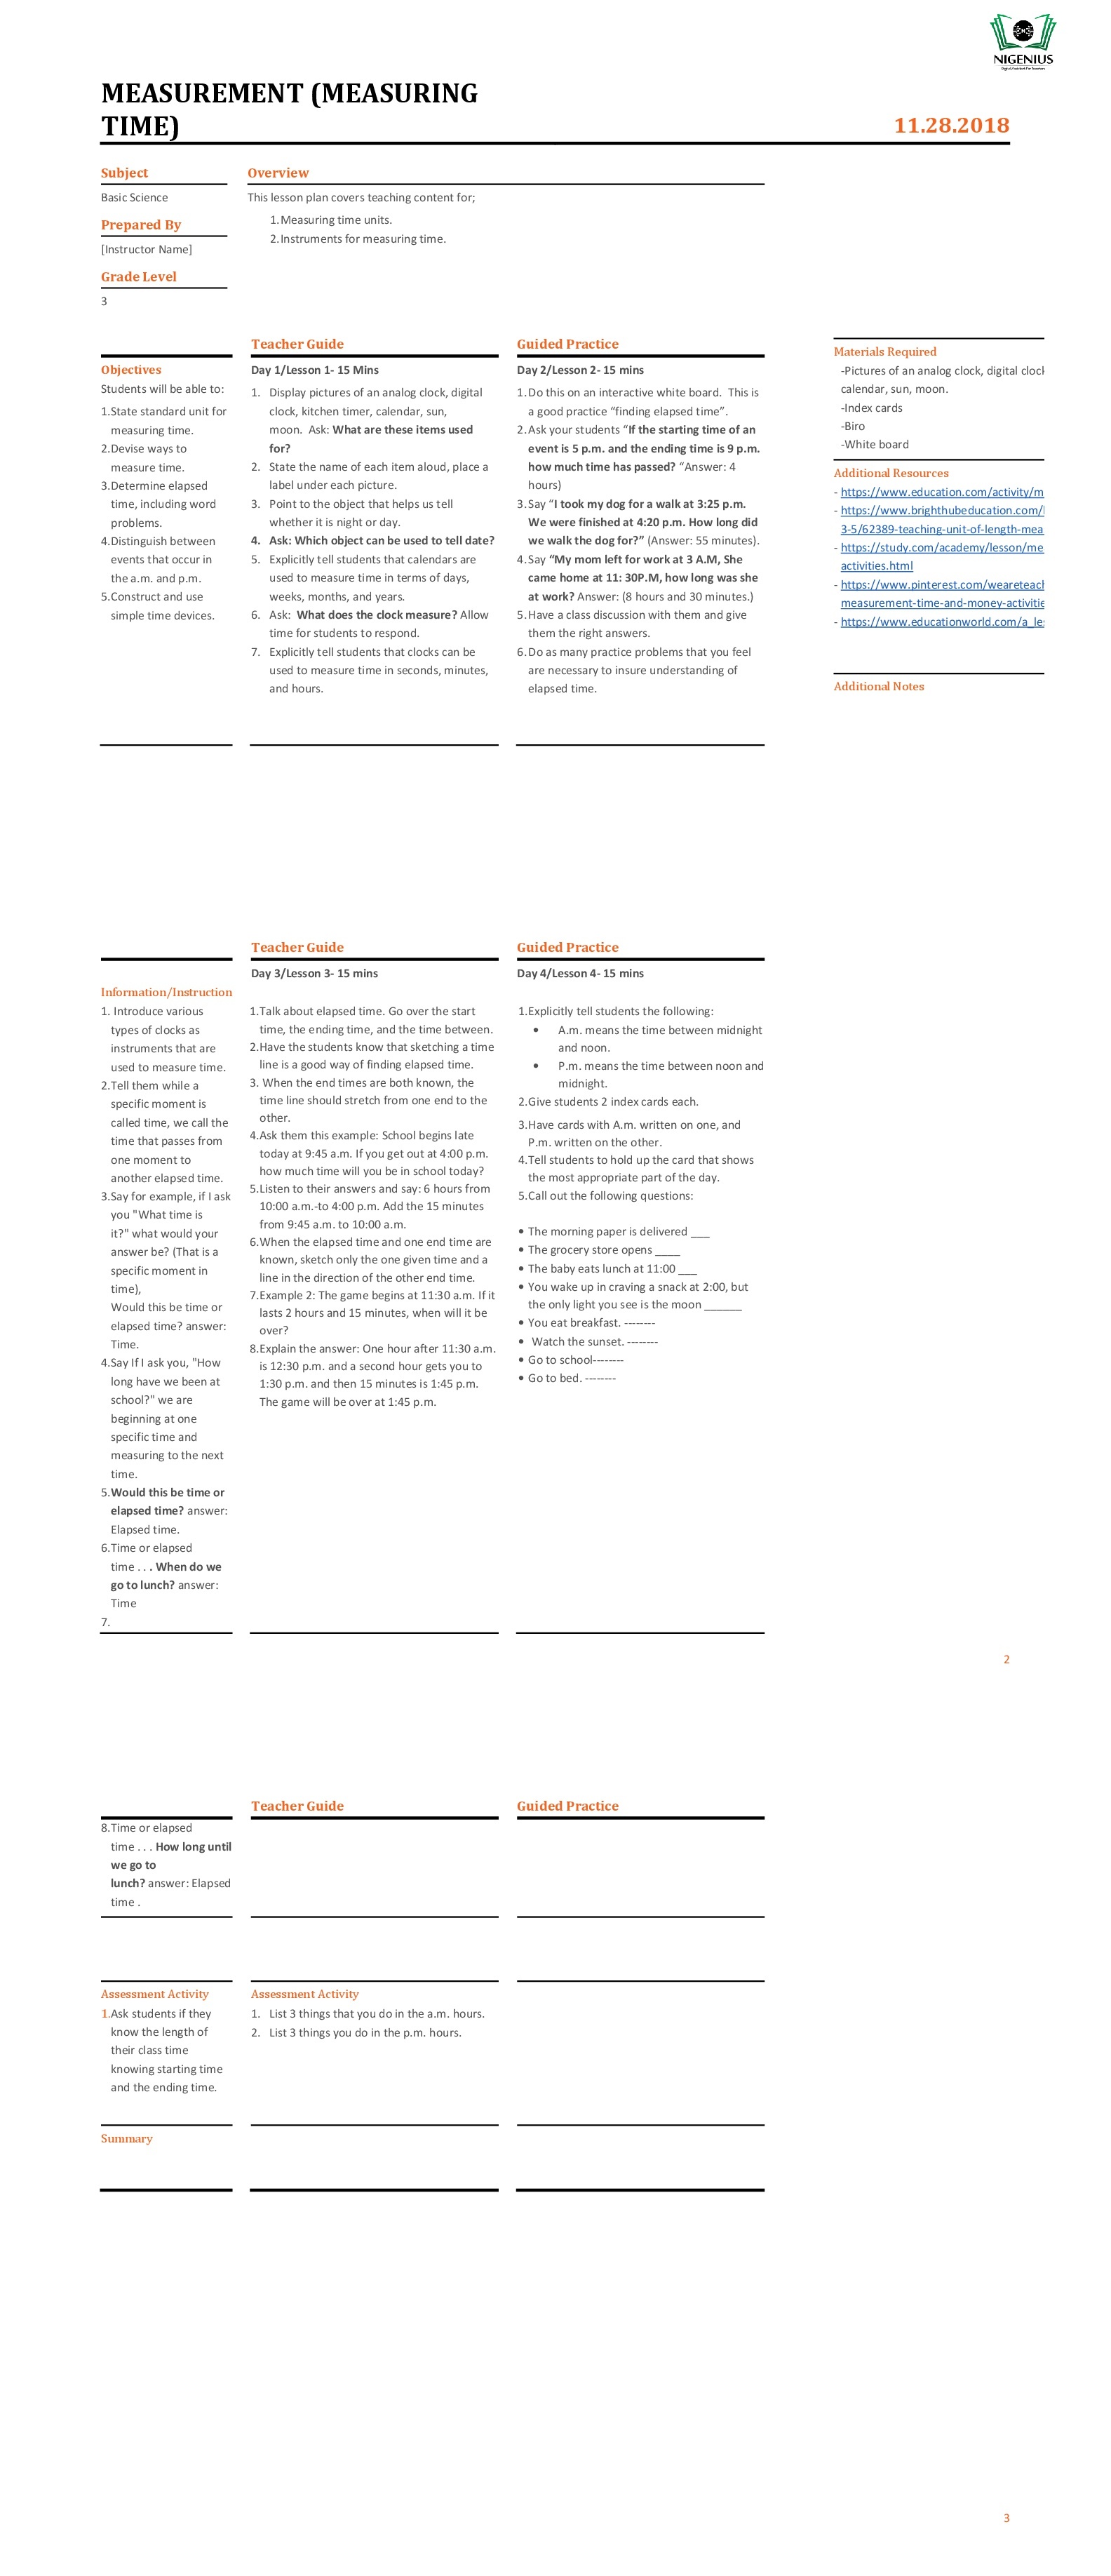 NIGENIUS
MEASUREMENT (MEASURING
TIME)
11.28.2018
Subject
Basic Science
Prepared By
[Instructor Name]
Grade Level
3
Overview
This lesson plan covers teaching content for;
1.Measuring time units.
2.Instruments for measuring time.
Objectives
Students will be able to:
1.State standard unit for
measuring time.
2.Devise ways to
measure time.
3.Determine elapsed
time, including word
problems.
4.Distinguish between
events that occur in
the a.m. and p.m.
5.Construct and use
simple time devices.
Teacher Guide
Day 1/Lesson 1- 15 Mins
1. Display pictures of an analog clock, digital
clock, kitchen timer, calendar, sun,
moon. Ask: What are these items used
for?
2. State the name of each item aloud, place a
label under each picture.
3. Point to the object that helps us tell
whether it is night or day.
4. Ask: Which object can be used to tell date?
5. Explicitly tell students that calendars are
used to measure time in terms of days,
weeks, months, and years.
6. Ask: What does the clock measure? Allow
time for students to respond.
7. Explicitly tell students that clocks can be
used to measure time in seconds, minutes,
and hours.
Guided Practice
Day 2/Lesson 2- 15 mins
1.Do this on an interactive white board. This is
a good practice “finding elapsed time”.
2.Ask your students “If the starting time of an
event is 5 p.m. and the ending time is 9 p.m.
how much time has passed? “Answer: 4
hours)
3.Say “I took my dog for a walk at 3:25 p.m.
We were finished at 4:20 p.m. How long did
we walk the dog for?” (Answer: 55 minutes).
4.Say “My mom left for work at 3 A.M, She
came home at 11: 30P.M, how long was she
at work? Answer: (8 hours and 30 minutes.)
5.Have a class discussion with them and give
them the right answers.
6.Do as many practice problems that you feel
are necessary to insure understanding of
elapsed time.
Materials Required
-Pictures of an analog clock, digital clock
calendar, sun, moon.
-Index cards
-Biro
-White board
Additional Resources
- https://www.education.com/activity/m
- https://www.brighthubeducation.com/
3-5/62389-teaching-unit-of-length-mea
- https://study.com/academy/lesson/me
activities.html
- https://www.pinterest.com/weareteach
measurement-time-and-money-activitie
- https://www.educationworld.com/a_les
Additional Notes
Information/Instruction
1. Introduce various
types of clocks as
instruments that are
used to measure time.
2.Tell them while a
specific moment is
called time, we call the
time that passes from
one moment to
another elapsed time.
3.Say for example, if I ask
you "What time is
it?" what would your
answer be? (That is a
specific moment in
time),
Would this be time or
elapsed time? answer:
Time.
4.Say If I ask you, "How
long have we been at
school?" we are
beginning at one
specific time and
measuring to the next
time.
5.Would this be time or
elapsed time? answer:
Elapsed time.
6.Time or elapsed
time . . . When do we
go to lunch? answer:
Time
7.
Teacher Guide
Day 3/Lesson 3- 15 mins
1.Talk about elapsed time. Go over the start
time, the ending time, and the time between.
2.Have the students know that sketching a time
line is a good way of finding elapsed time.
3. When the end times are both known, the
time line should stretch from one end to the
other.
4.Ask them this example: School begins late
today at 9:45 a.m. If you get out at 4:00 p.m.
how much time will you be in school today?
5.Listen to their answers and say: 6 hours from
10:00 a.m.-to 4:00 p.m. Add the 15 minutes
from 9:45 a.m. to 10:00 a.m.
6.When the elapsed time and one end time are
known, sketch only the one given time and a
line in the direction of the other end time.
7.Example 2: The game begins at 11:30 a.m. If it
lasts 2 hours and 15 minutes, when will it be
over?
8.Explain the answer: One hour after 11:30 a.m.
is 12:30 p.m. and a second hour gets you to
1:30 p.m. and then 15 minutes is 1:45 p.m.
The game will be over at 1:45 p.m.
Guided Practice
Day 4/Lesson 4- 15 mins
1.Explicitly tell students the following:
• A.m. means the time between midnight
and noon.
• P.m. means the time between noon and
midnight.
2.Give students 2 index cards each.
3.Have cards with A.m. written on one, and
P.m. written on the other.
4.Tell students to hold up the card that shows
the most appropriate part of the day.
5.Call out the following questions:
• The morning paper is delivered ___
• The grocery store opens ____
• The baby eats lunch at 11:00 ___
• You wake up in craving a snack at 2:00, but
the only light you see is the moon ______
• You eat breakfast. --------
• Watch the sunset. --------
• Go to school--------
• Go to bed. --------
2
Teacher Guide
Guided Practice
8.Time or elapsed
time . . . How long until
we go to
lunch? answer: Elapsed
time .
Assessment Activity
1.Ask students if they
know the length of
their class time
knowing starting time
and the ending time.
Assessment Activity
1. List 3 things that you do in the a.m. hours.
2. List 3 things you do in the p.m. hours.
Summary
3